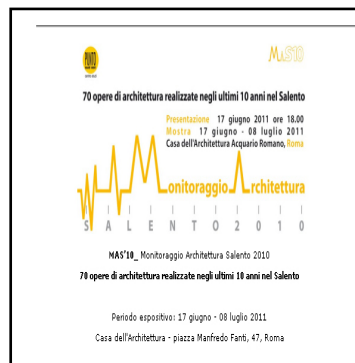 PUNTO
MAS10
70 opere di architettura realizzate negli ultimi 10 anni nel Salento
Presentazione 17 giugno 2011 ore 18.00
Mostra 17 giugno - 08 luglio 2011
Casa dell'Architettura Acquario Romano, Roma
Monitoraggio Architettura
SALENTO2010
MAS'10_ Monitoraggio Architettura Salento 2010
70 opere di architettura realizzate negli ultimi 10 anni nel Salento
Periodo espositivo: 17 giugno - 08 luglio 2011
Casa dell'Architettura - piazza Manfredo Fanti, 47, Roma